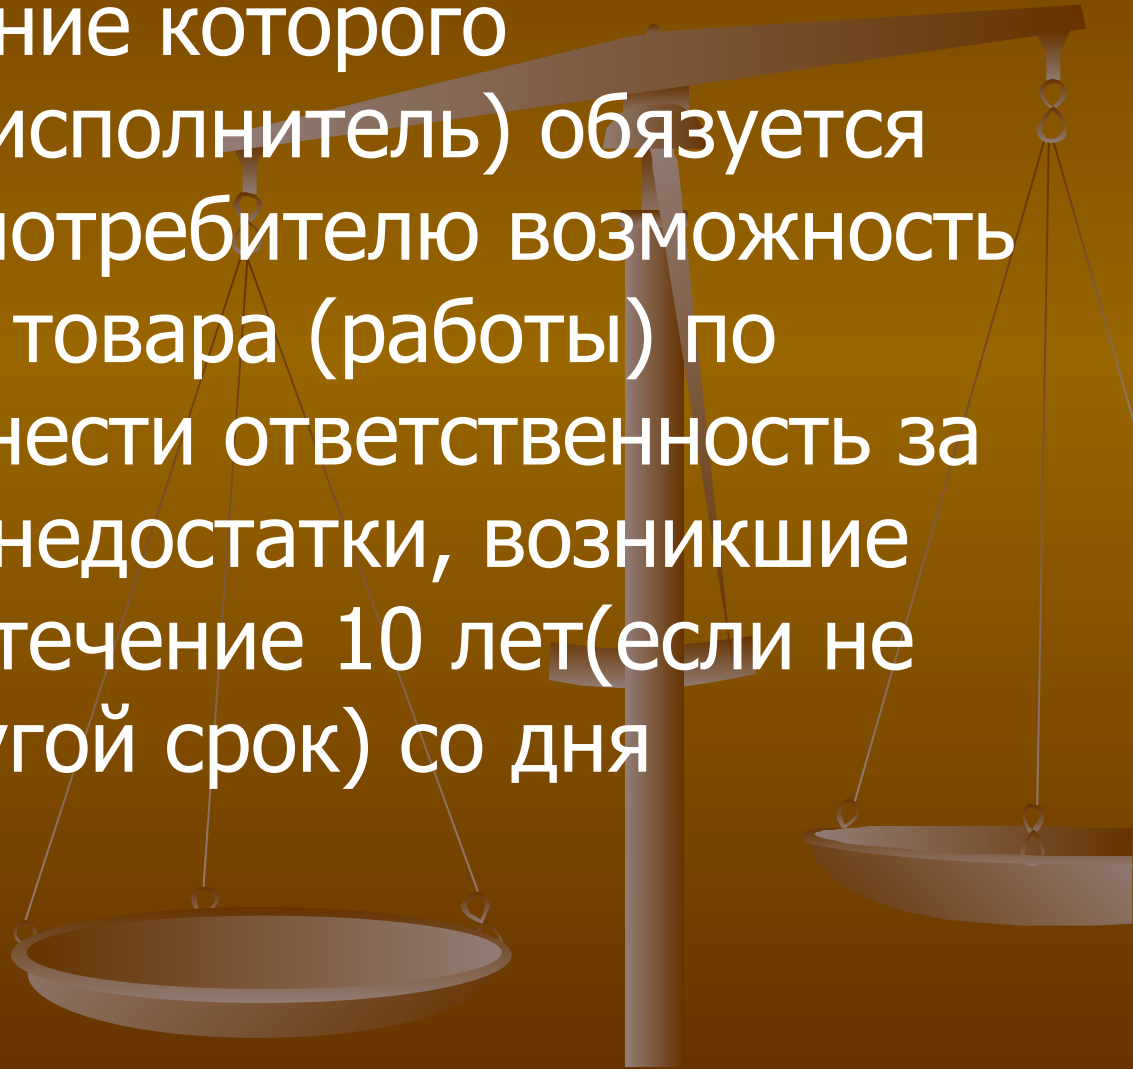 ние которого
исполнитель) обязуется
потребителю возможность
товара (работы) по
нести ответственность за
недостатки, возникшие
течение 10 лет(если не
угой срок) со дня